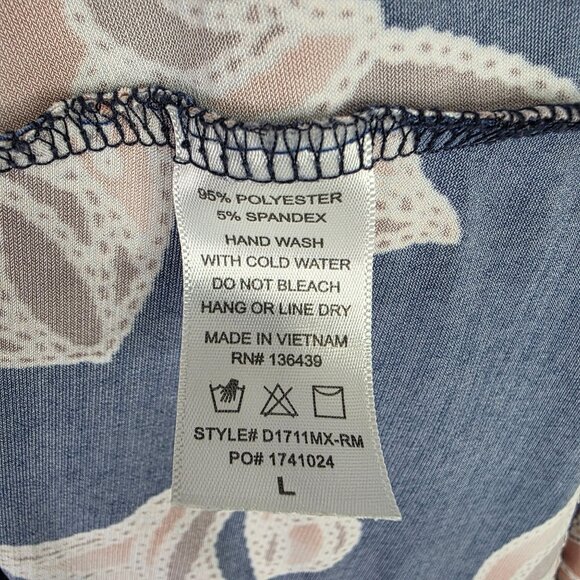 95% POLYESTER
5% SPANDEX
HAND WASH
WITH COLD WATER
DO NOT BLEACH
HANG OR LINE DRY
MADE IN VIETNAM
RN# 136439
STYLE# D1711MX-RM
PO# 1741024
L